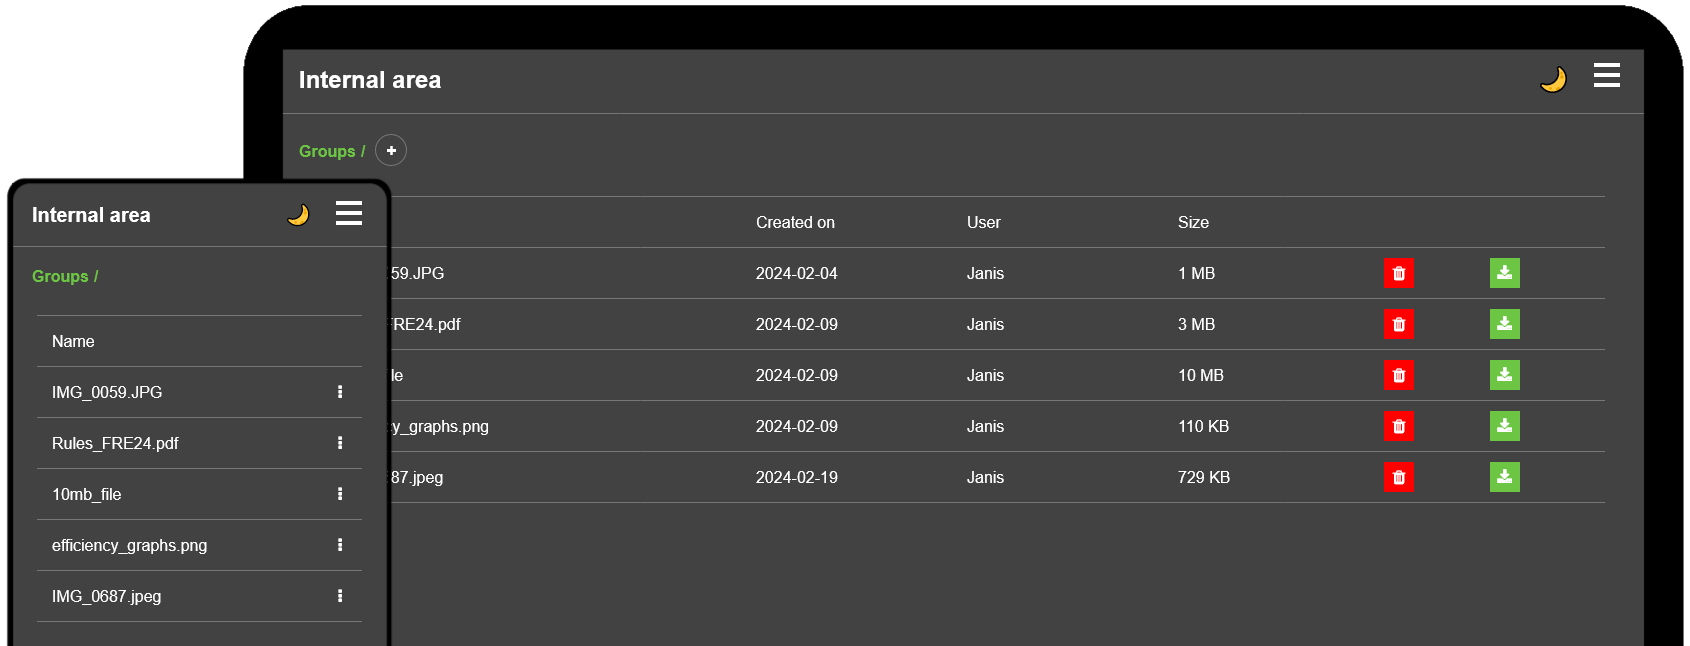 Internal area
Groups /
Created on User Size
59.JPG 2024-02-04 Janis 1 MB
FRE24.pdf 2024-02-09 Janis 3 MB
le 2024-02-09 Janis 10 MB
cy_graphs.png 2024-02-09 Janis 110 KB
87.jpeg 2024-02-19 Janis 729 KB
Internal area
Groups /
Name
IMG_0059.JPG
Rules_FRE24.pdf
10mb_file
efficiency_graphs.png
IMG_0687.jpeg